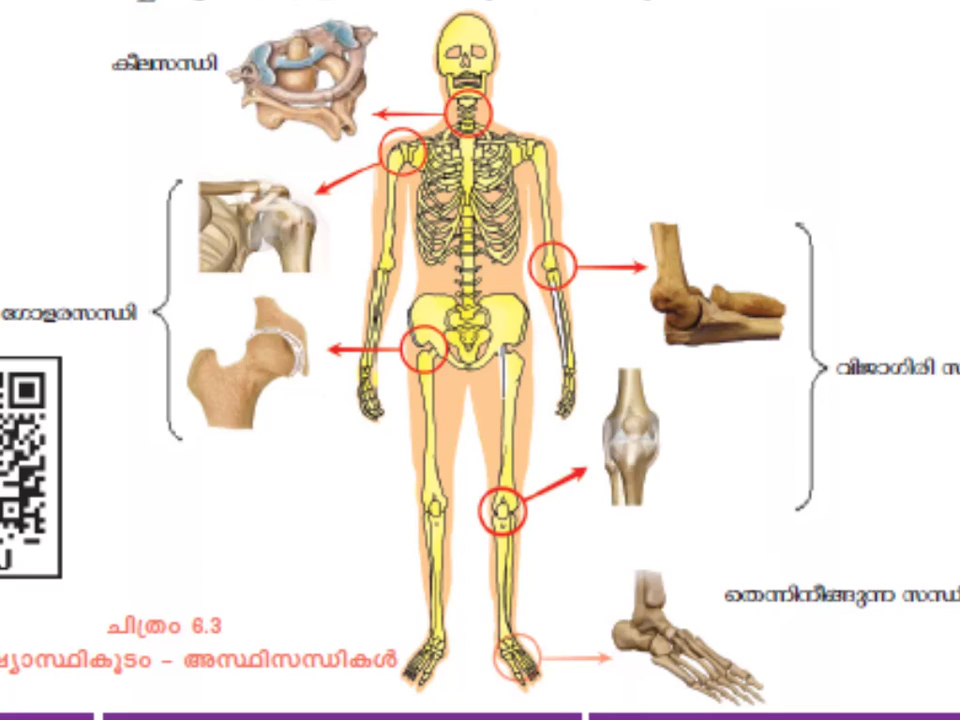 കീലസന്ധി
ഗോളരസന്ധി
വിജാഗിരി
തെന്നിനീങ്ങുന്ന സന്ധി
ചിത്രം 6.3
അസ്ഥിസന്ധികൾ